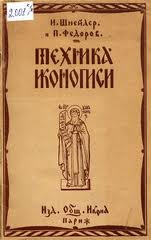 И. Шнейдер.
и П. Федоров.
ТЕХНИКА
ИКОНОПИСИ
Изд. Общ. Икона
Париж